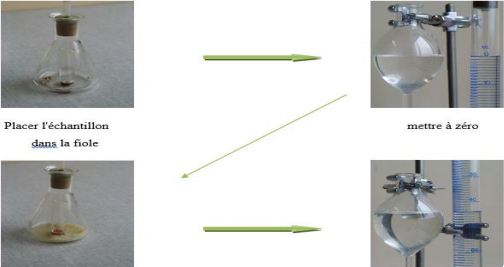 Placer l'échantillon
dans la fiole
mettre à zéro